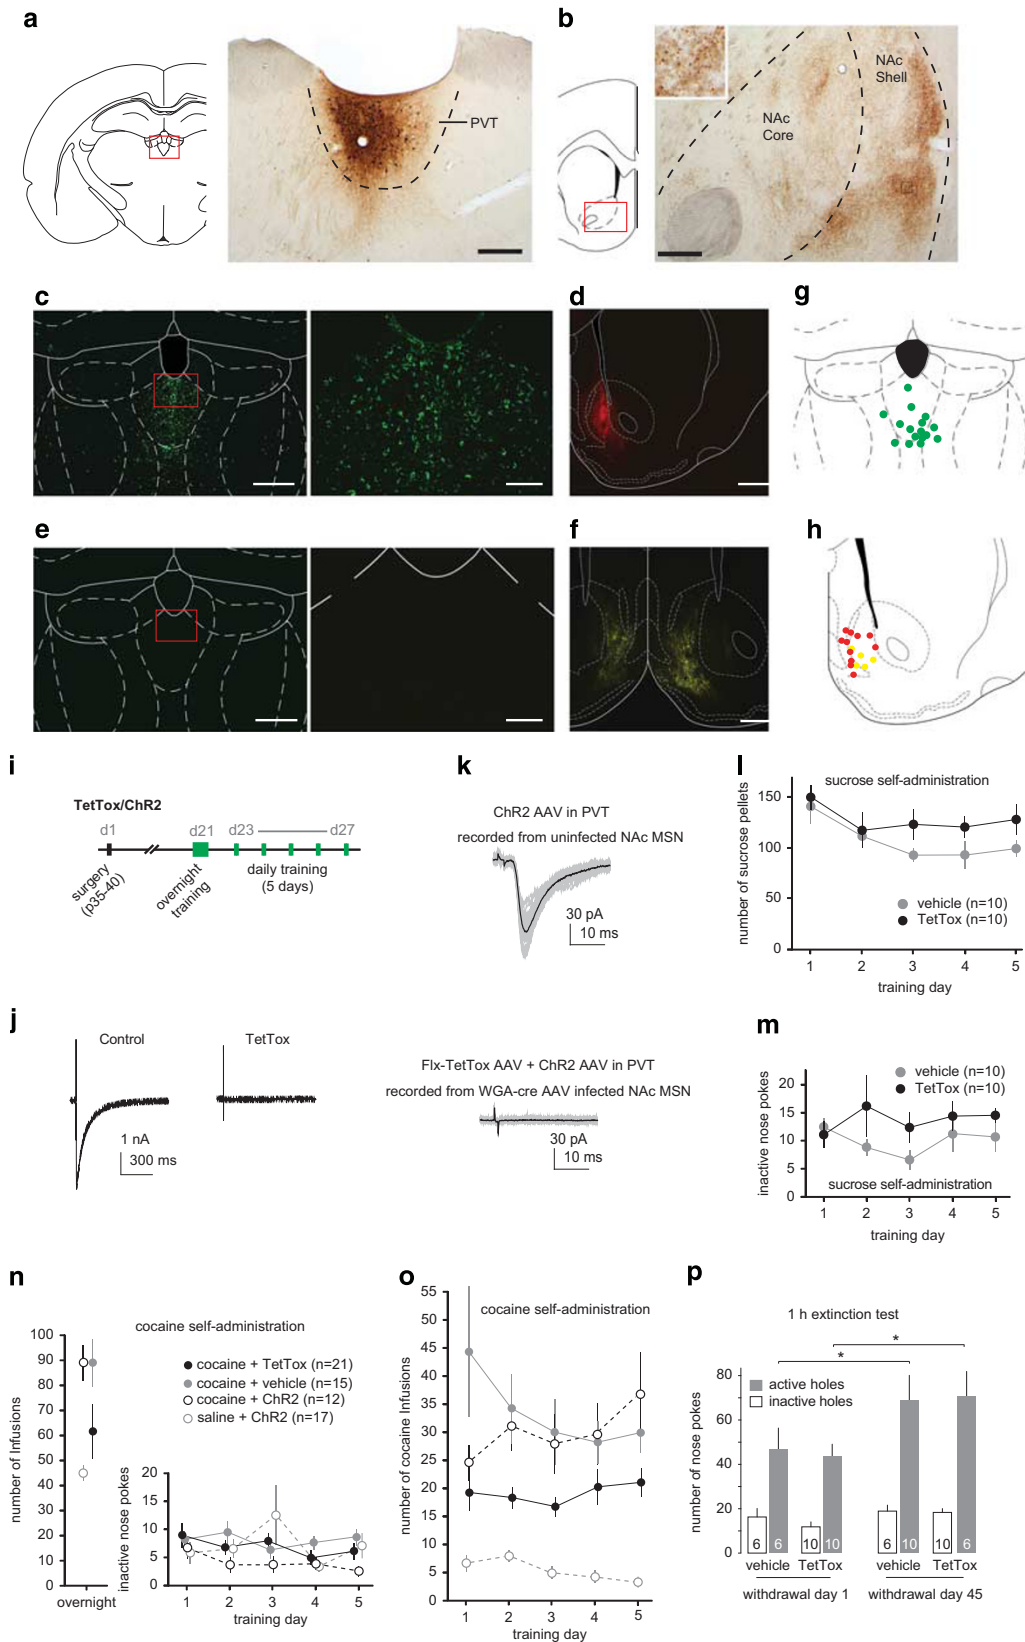 a
b
PVT
NAc
Shell
NAc
Core
c
d
g
e
f
h
i
TetTox/ChR2
d1
d21
d23
d27
surgery
(p35-40)
overnight
training
daily training
(5 days)
k
ChR2 AAV in PVT
recorded from uninfected NAc MSN
30 pA
10 ms
l
sucrose self-administration
number of sucrose pellets
150
100
50
0
vehicle (n=10)
TetTox (n=10)
1 2 3 4 5
training day
j
Control
TetTox
1 nA
300 ms
Flx-TetTox AAV + ChR2 AAV in PVT
recorded from WGA-cre AAV infected NAc MSN
30 pA
10 ms
m
inactive nose pokes
20
15
10
5
0
vehicle (n=10)
TetTox (n=10)
sucrose self-administration
1 2 3 4 5
training day
n
cocaine self-administration
number of Infusions
100
90
80
70
60
50
40
30
20
10
0
overnight
cocaine + TetTox (n=21)
cocaine + vehicle (n=15)
cocaine + ChR2 (n=12)
saline + ChR2 (n=17)
inactive nose pokes
20
15
10
5
0
1 2 3 4 5
training day
o
cocaine self-administration
number of cocaine Infusions
55
50
45
40
35
30
25
20
15
10
5
0
1 2 3 4 5
training day
p
1 h extinction test
*
*
active holes
inactive holes
number of nose pokes
80
60
40
20
0
6 6 10 10 6 10 10 10
vehicle TetTox vehicle TetTox
withdrawal day 1 withdrawal day 45